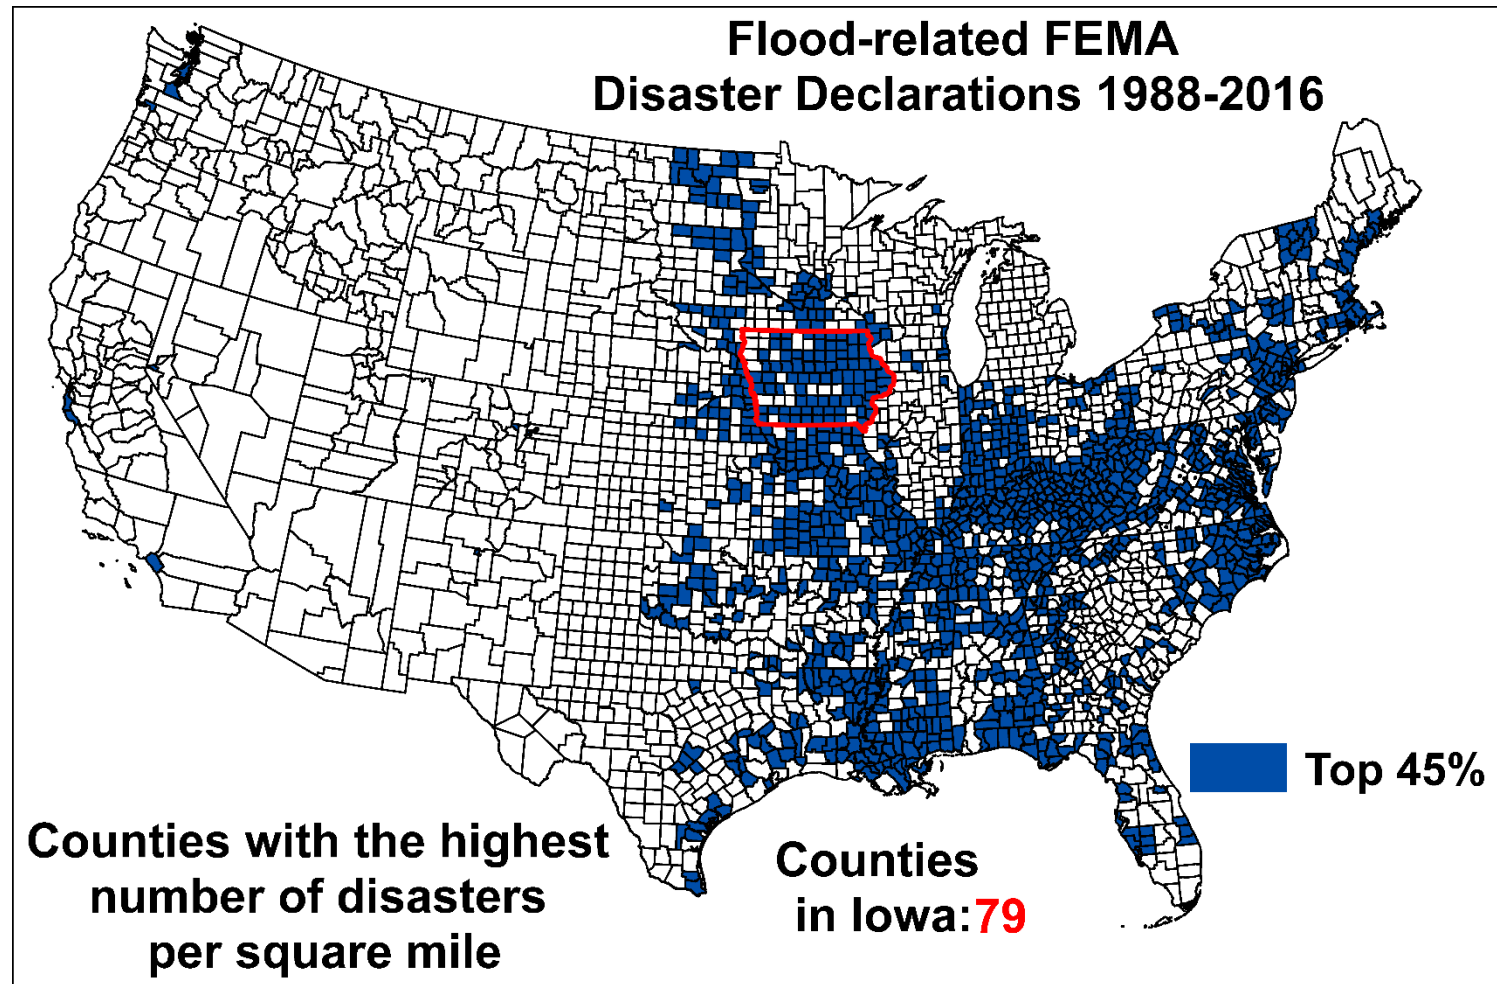 Flood-related FEMA
Disaster Declarations 1988-2016
Top 45%
Counties with the highest
number of disasters
per square mile
Counties
in Iowa:79